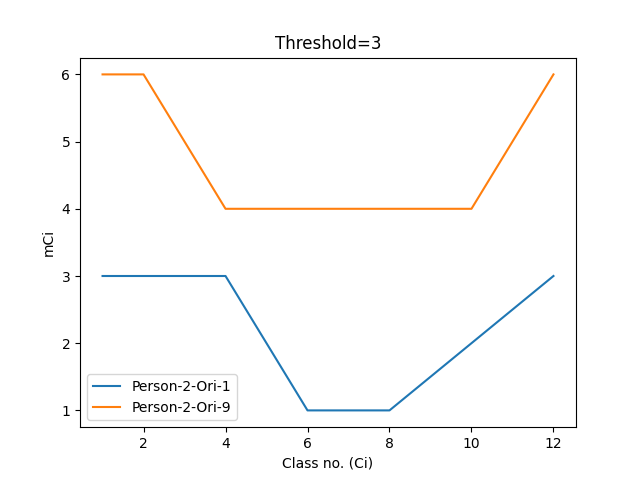 Threshold=3
mCi
6
5
4
3
2
1
Person-2-Ori-1
Person-2-Ori-9
2 4 6 8 10 12
Class no. (Ci)